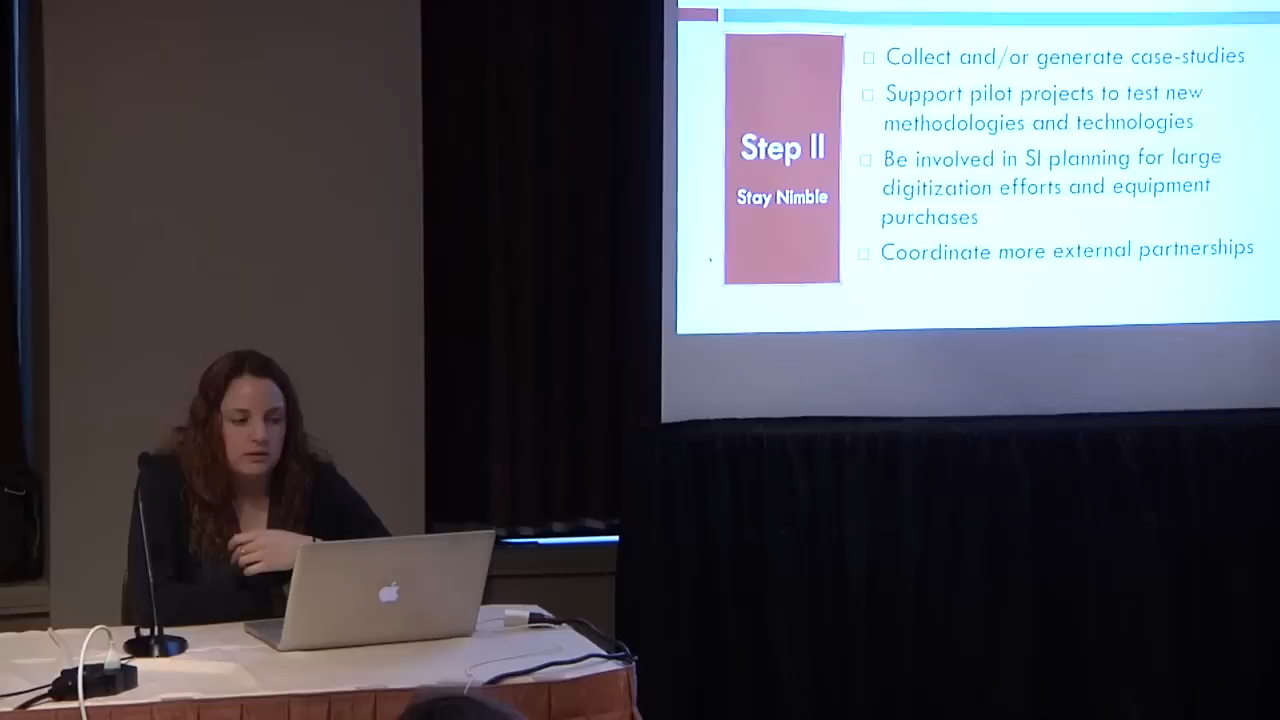 Step II
Stay Nimble
Collect and/or generate case-studies
Support pilot projects to test new
methodologies and technologies
Be involved in SI planning for large
digitization efforts and equipment
purchases
Coordinate more external partnerships